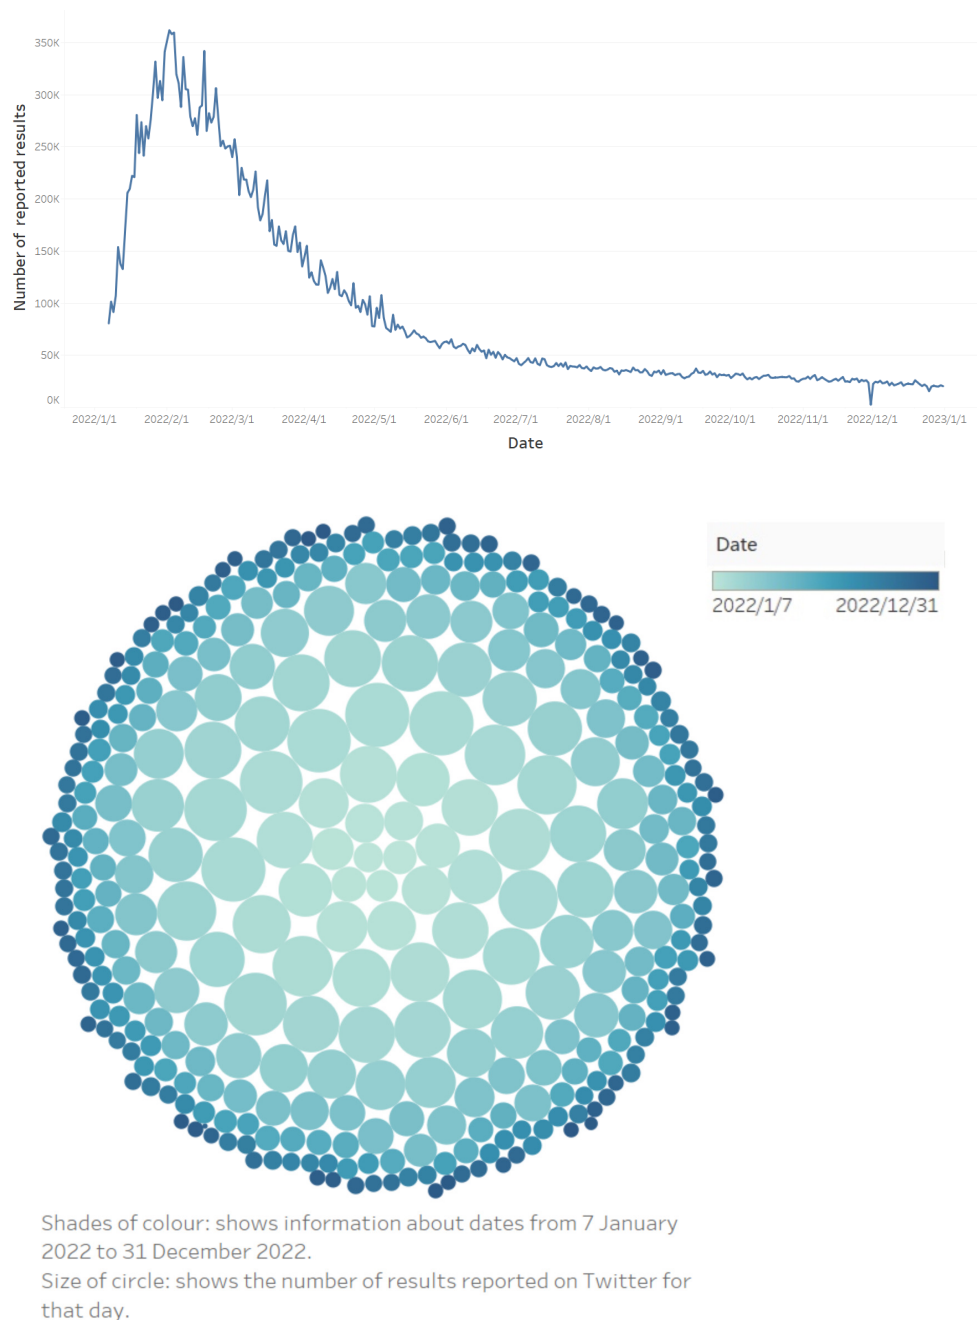 350K
300K
250K
200K
150K
100K
50K
0K
Number of reported results
2022/1/1 2022/2/1 2022/3/1 2022/4/1 2022/5/1 2022/6/1 2022/7/1 2022/8/1 2022/9/1 2022/10/1 2022/11/1 2022/12/1 2023/1/1
Date
Date
2022/1/7 2022/12/31
Shades of colour: shows information about dates from 7 January
2022 to 31 December 2022.
Size of circle: shows the number of results reported on Twitter for
that day.